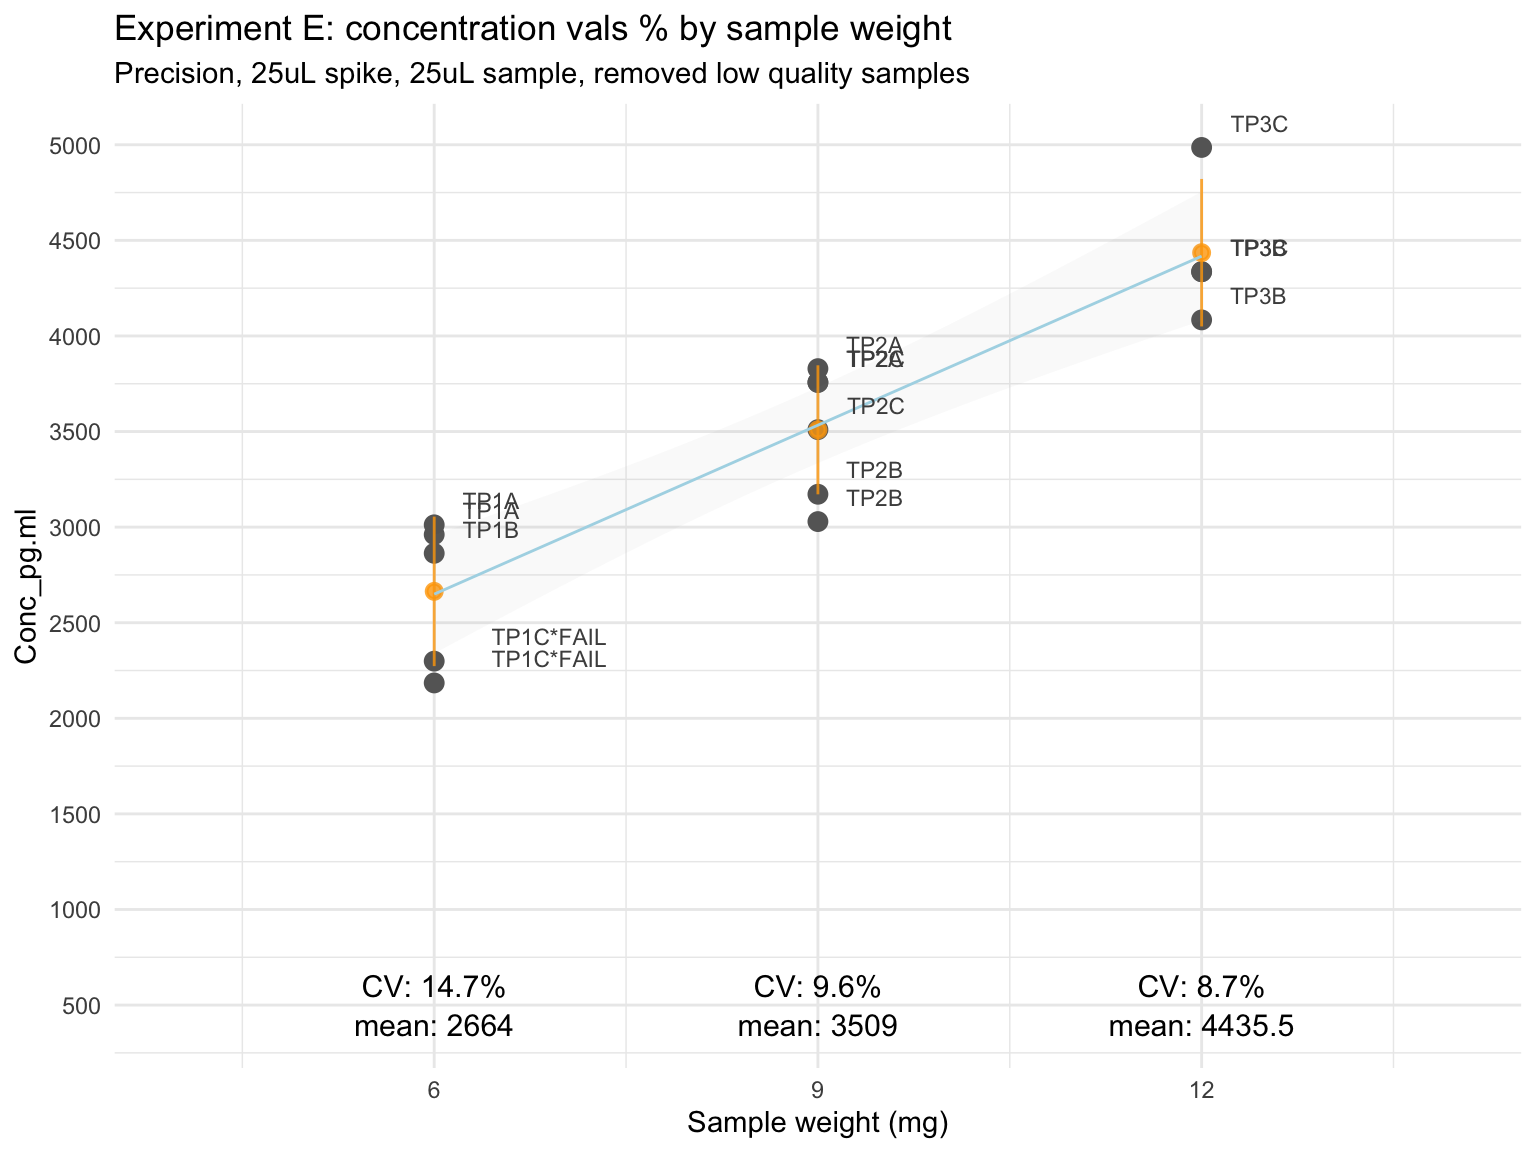 Experiment E: concentration vals % by sample weight
Precision, 25uL spike, 25uL sample, removed low quality samples
Conc_pg.ml
5000
4500
4000
3500
3000
2500
2000
1500
1000
500
TP3C
TP3B
TP2A
TP2A
TP2C
TP2B
TP2B
TP1A
TP1A
TP1B
TP1C*FAIL
TP1C*FAIL
CV: 14.7%
mean: 2664
CV: 9.6%
mean: 3509
CV: 8.7%
mean: 4435.5
6
9
12
Sample weight (mg)